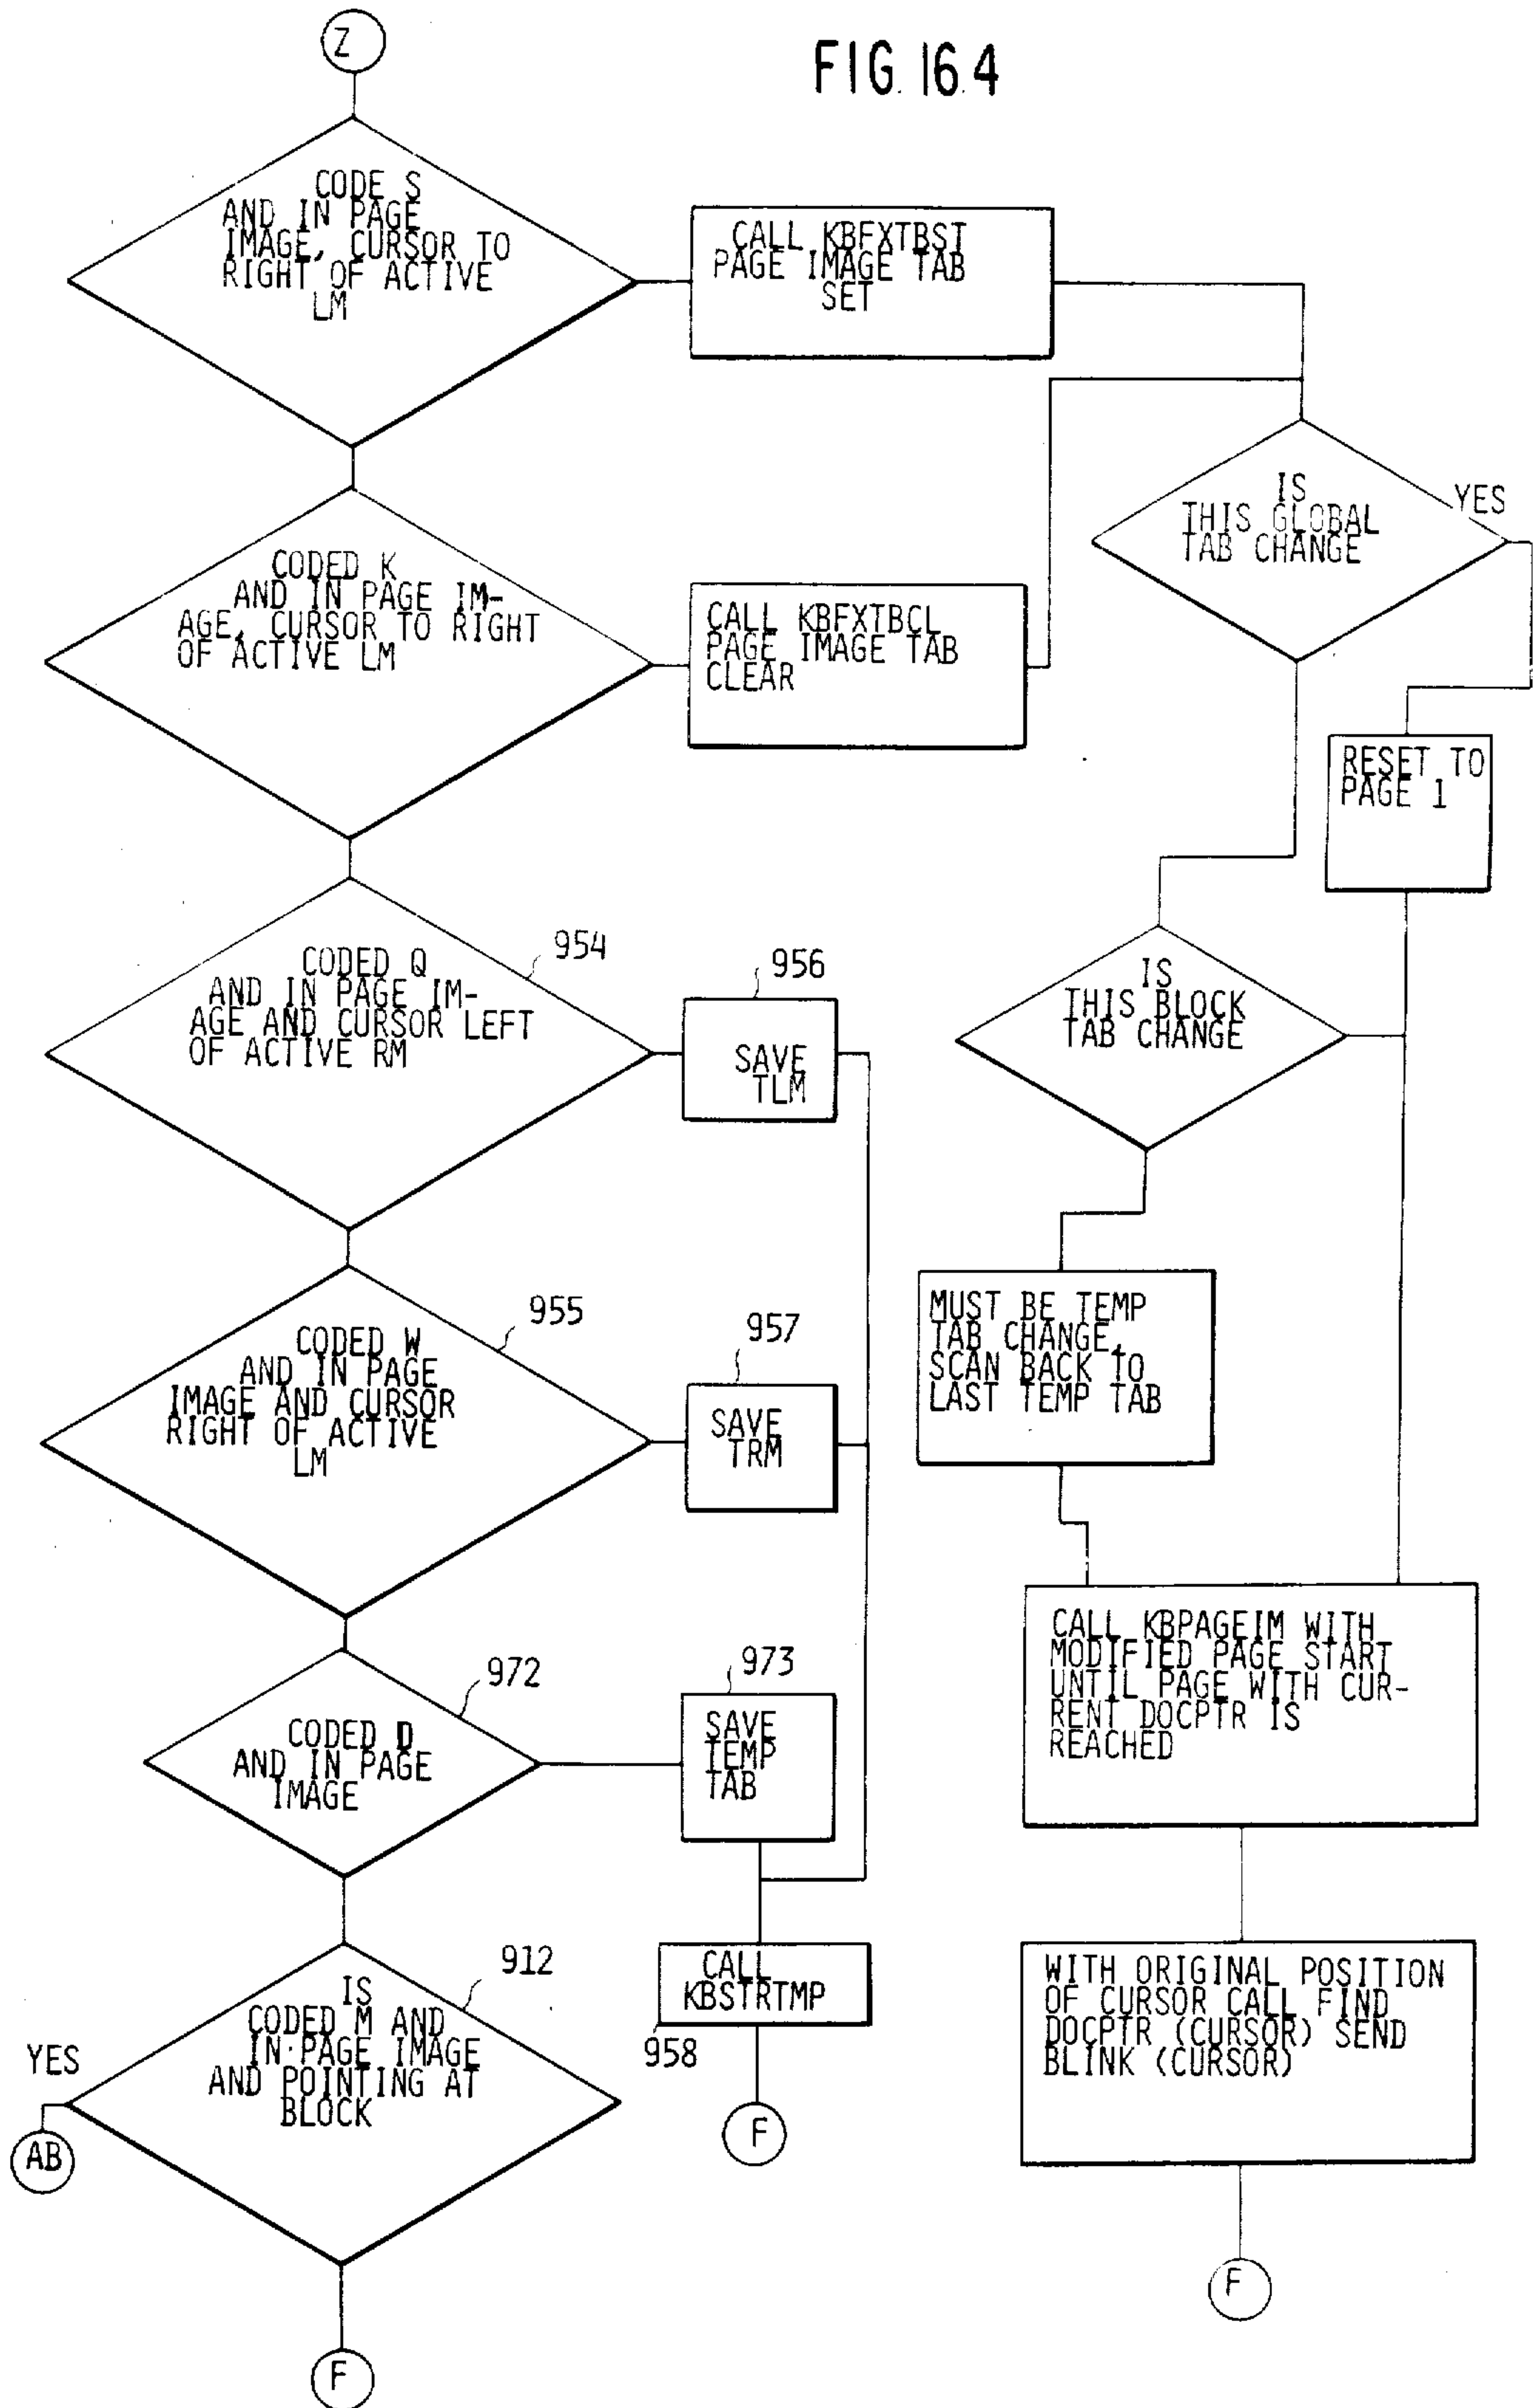 Z
FIG. 16.4
CODE S
AND IN PAGE
IMAGE, CURSOR TO
RIGHT OF ACTIVE
LM
CALL KBFXTBST
PAGE IMAGE TAB
SET
IS
THIS GLOBAL
TAB CHANGE
YES
CODED K
AND IN PAGE IM-
AGE, CURSOR TO RIGHT
OF ACTIVE LM
CALL KBFXTBCL
PAGE IMAGE TAB
CLEAR
RESET TO
PAGE 1
CODED Q
AND IN PAGE IM-
AGE AND CURSOR LEFT
OF ACTIVE RM
954
956
SAVE
TLM
IS
THIS BLOCK
TAB CHANGE
CODED W
AND IN PAGE
IMAGE AND CURSOR
RIGHT OF ACTIVE
LM
955
957
SAVE
TRM
MUST BE TEMP
TAB CHANGE,
SCAN BACK TO
LAST TEMP TAB
CODED D
AND IN PAGE
IMAGE
972
973
SAVE
TEMP
TAB
CALL KBPAGEIM WITH
MODIFIED PAGE START
UNTIL PAGE WITH CUR-
RENT DOCPTR IS
REACHED
IS
CODED M AND
IN PAGE IMAGE
AND POINTING AT
BLOCK
912
YES
AB
CALL
KBSTRTMP
958
F
WITH ORIGINAL POSITION
OF CURSOR CALL FIND
DOCPTR (CURSOR) SEND
BLINK (CURSOR)
F
F